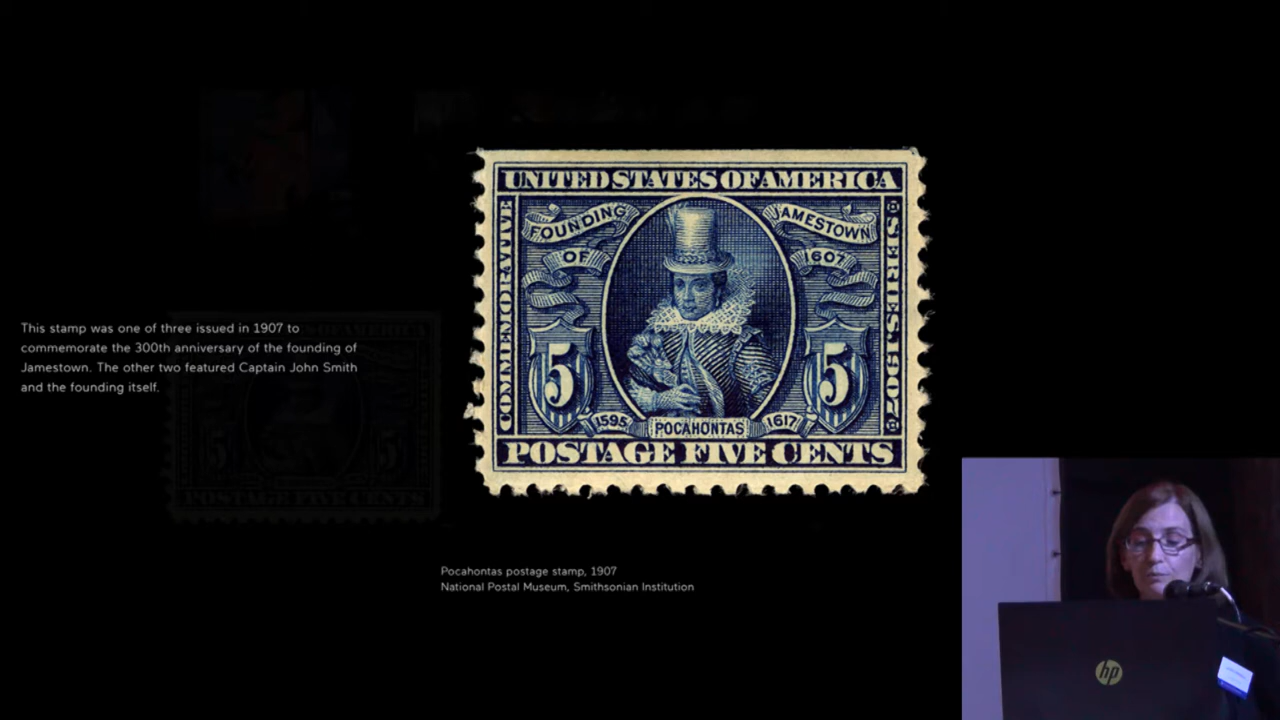 UNITED STATES OF AMERICA
COMMEMORATIVE
FOUNDING
OF
JAMESTOWN
1607
SERIES 1907
5
5
1595
POCAHONTAS
1617
POSTAGE FIVE CENTS
This stamp was one of three issued in 1907 to
commemorate the 300th anniversary of the founding of
Jamestown. The other two featured Captain John Smith
and the founding itself.
Pocahontas postage stamp, 1907
National Postal Museum, Smithsonian Institution
hp